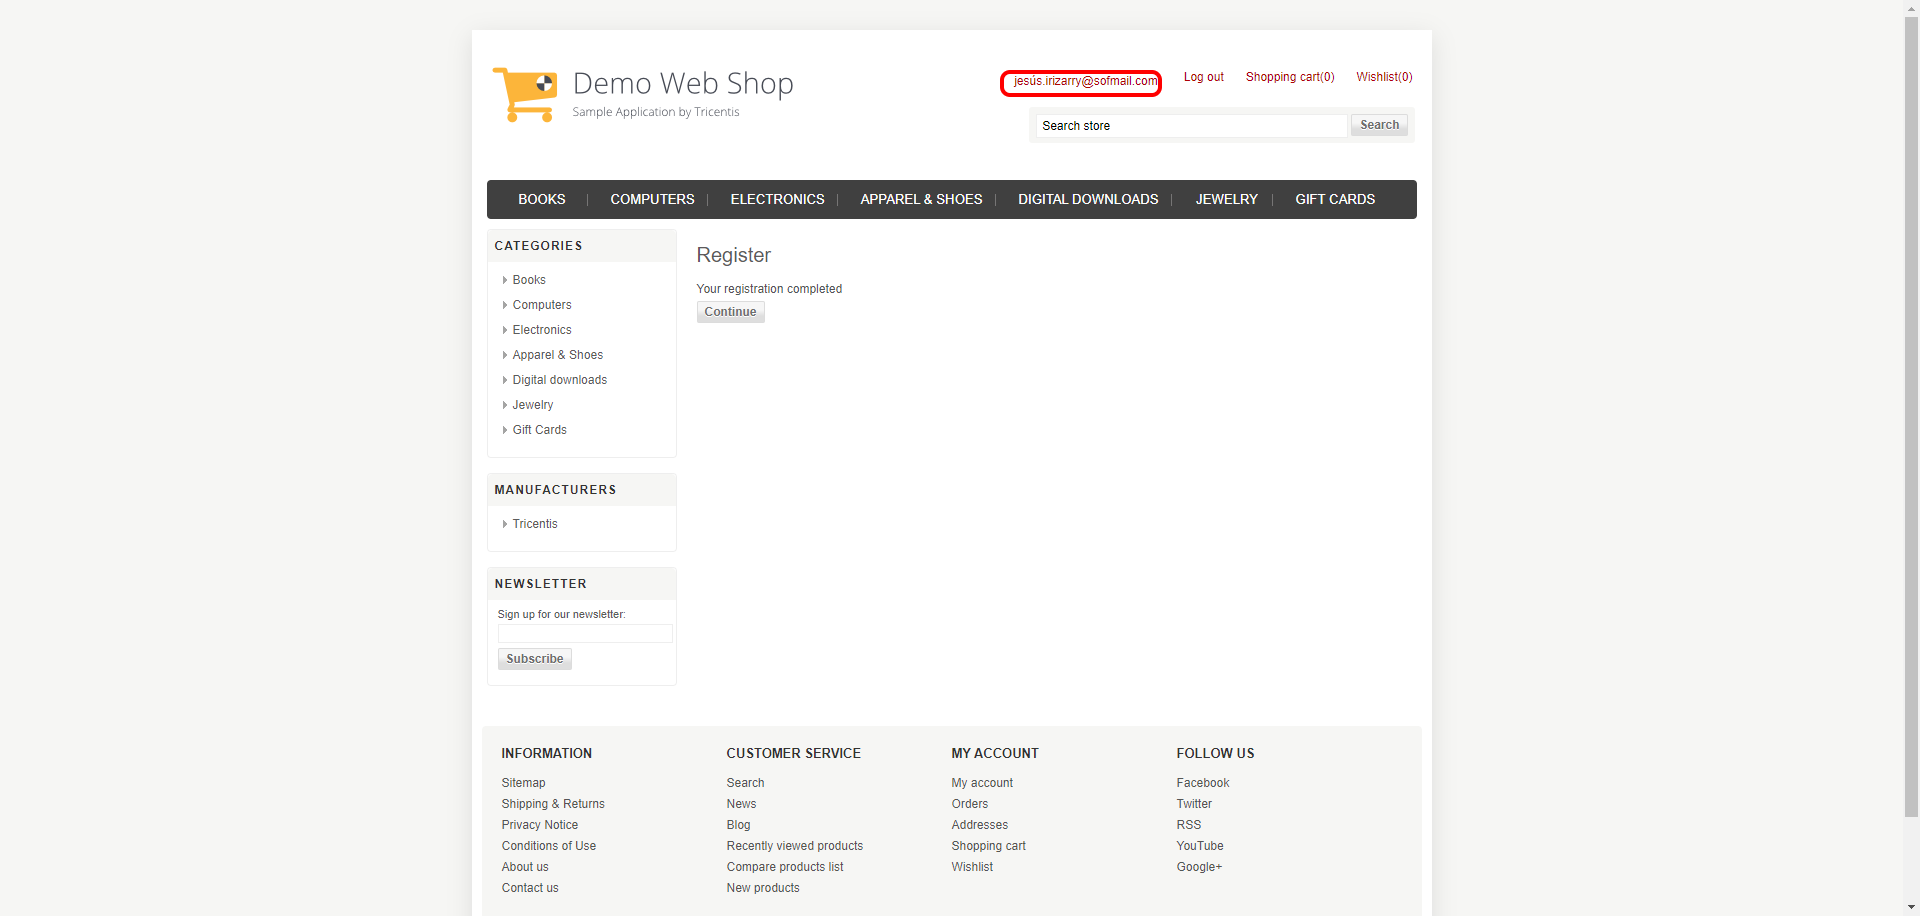 Demo Web Shop
Sample Application by Tricentis
jesús.irizarry@sofmail.com Log out Shopping cart(0) Wishlist(0)
Search store Search
BOOKS COMPUTERS ELECTRONICS APPAREL & SHOES DIGITAL DOWNLOADS JEWELRY GIFT CARDS
CATEGORIES
Books
Computers
Electronics
Apparel & Shoes
Digital downloads
Jewelry
Gift Cards
MANUFACTURERS
Tricentis
NEWSLETTER
Sign up for our newsletter:
Subscribe
Register
Your registration completed
Continue
INFORMATION
Sitemap
Shipping & Returns
Privacy Notice
Conditions of Use
About us
Contact us
CUSTOMER SERVICE
Search
News
Blog
Recently viewed products
Compare products list
New products
MY ACCOUNT
My account
Orders
Addresses
Shopping cart
Wishlist
FOLLOW US
Facebook
Twitter
RSS
YouTube
Google+